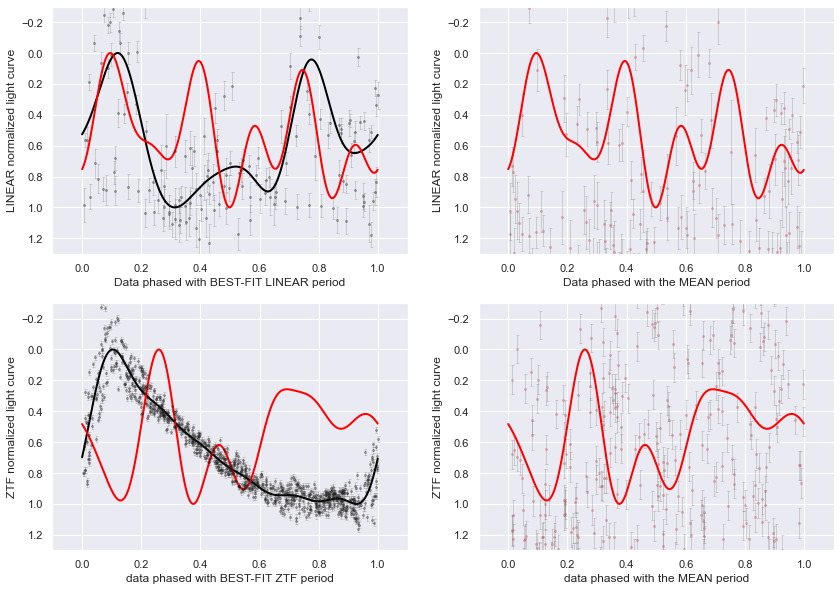 LINEAR normalized light curve
−0.2
0.0
0.2
0.4
0.6
0.8
1.0
1.2
0.0 0.2 0.4 0.6 0.8 1.0
Data phased with BEST-FIT LINEAR period
LINEAR normalized light curve
−0.2
0.0
0.2
0.4
0.6
0.8
1.0
1.2
0.0 0.2 0.4 0.6 0.8 1.0
Data phased with the MEAN period
ZTF normalized light curve
−0.2
0.0
0.2
0.4
0.6
0.8
1.0
1.2
0.0 0.2 0.4 0.6 0.8 1.0
data phased with BEST-FIT ZTF period
ZTF normalized light curve
−0.2
0.0
0.2
0.4
0.6
0.8
1.0
1.2
0.0 0.2 0.4 0.6 0.8 1.0
data phased with the MEAN period